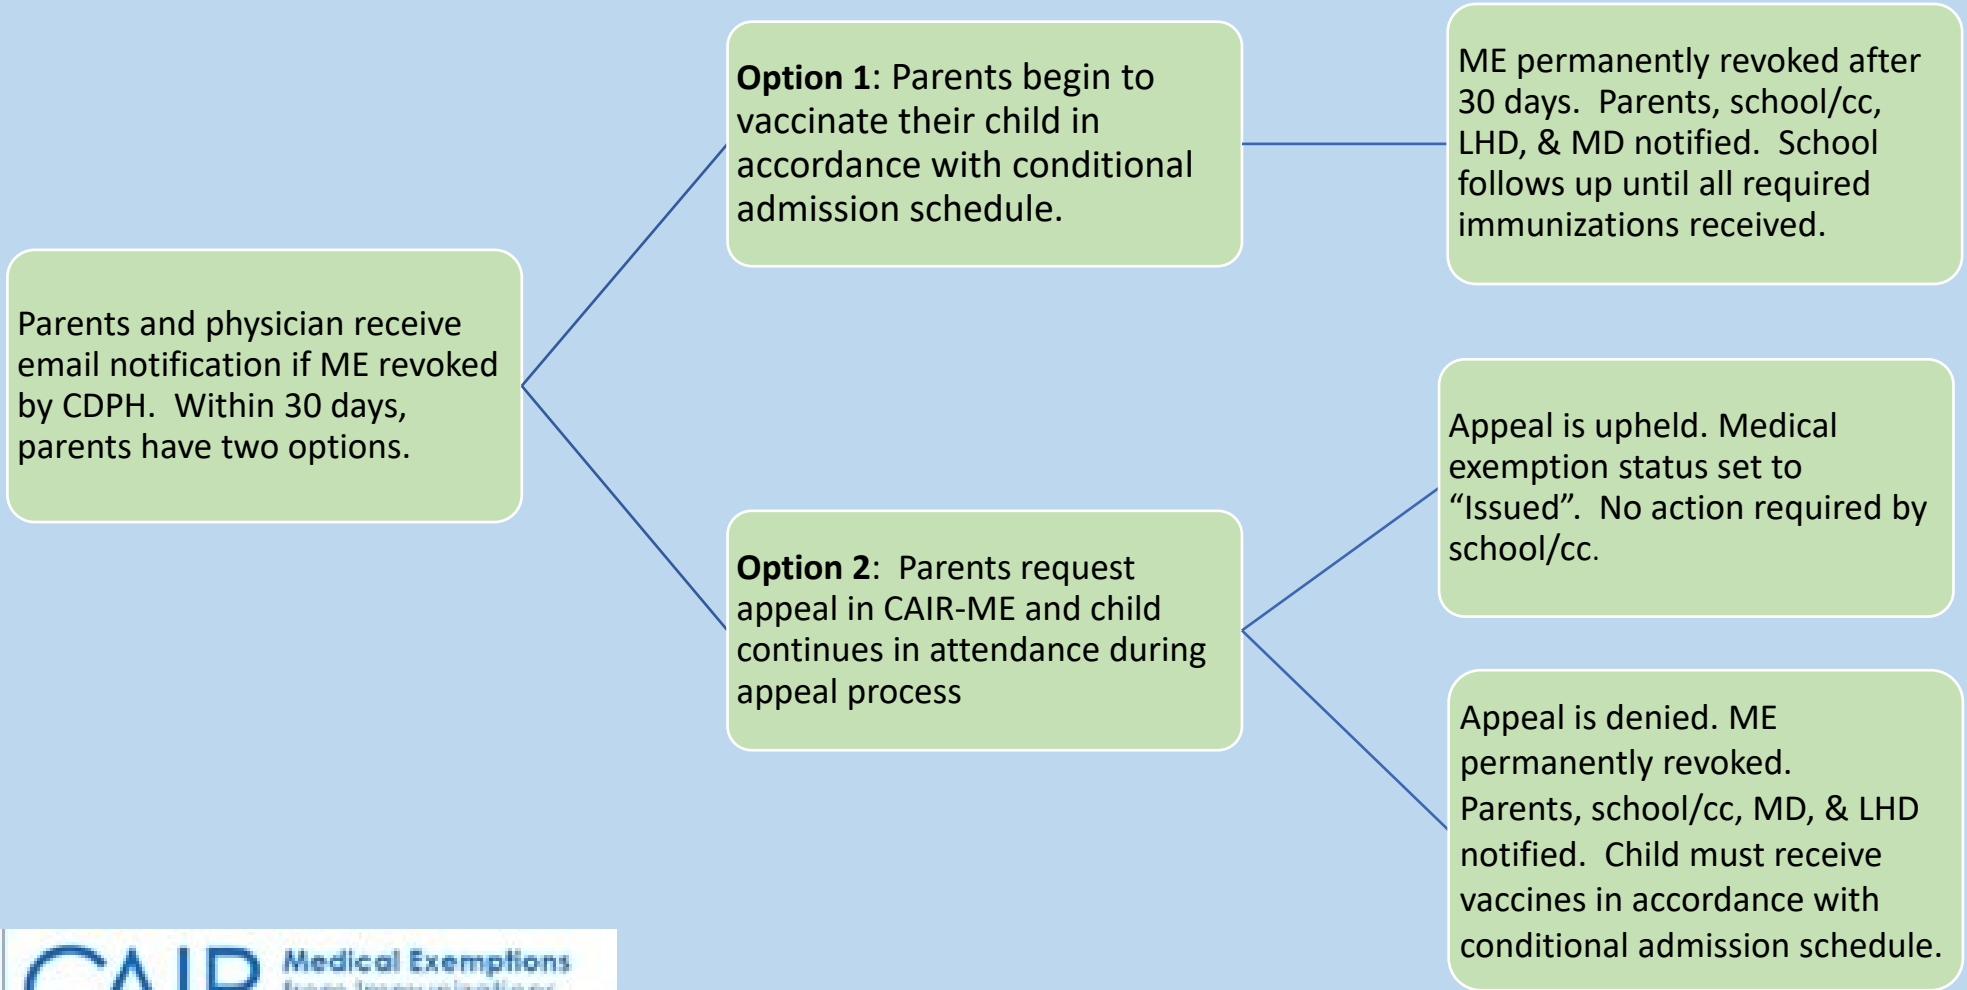 Parents and physician receive
email notification if ME revoked
by CDPH.  Within 30 days,
parents have two options.
Option 1: Parents begin to
vaccinate their child in
accordance with conditional
admission schedule.
ME permanently revoked after
30 days.  Parents, school/cc,
LHD, & MD notified.  School
follows up until all required
immunizations received.
Option 2:  Parents request
appeal in CAIR-ME and child
continues in attendance during
appeal process
Appeal is upheld. Medical
exemption status set to
“Issued”.  No action required by
school/cc.
Appeal is denied. ME
permanently revoked.
Parents, school/cc, MD, & LHD
notified.  Child must receive
vaccines in accordance with
conditional admission schedule.
CAIR
Medical Exemptions
from Immunizations